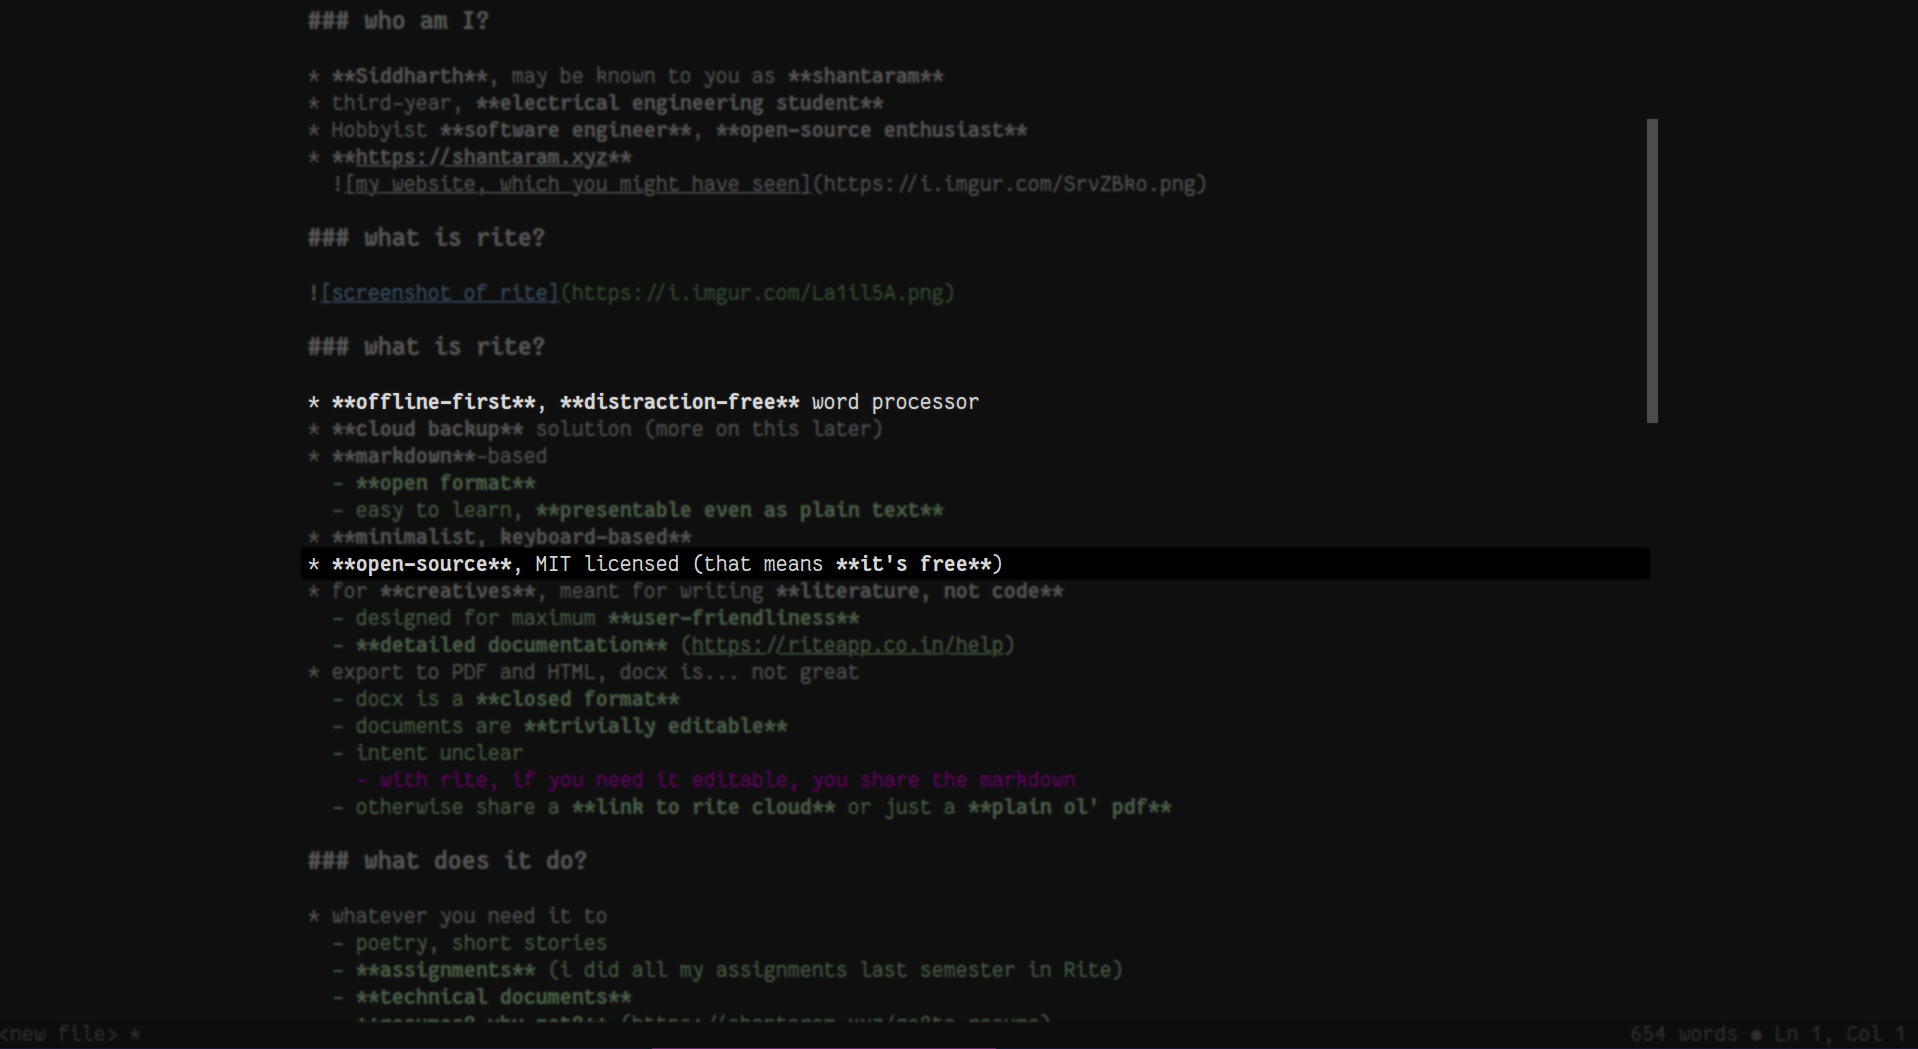 ### who am I?
* **Siddharth**, may be known to you as **shantaram**
* third-year, **electrical engineering student**
* Hobbyist **software engineer**, **open-source enthusiast**
* **https://shantaram.xyz**
![my website, which you might have seen](https://i.imgur.com/SrvZBko.png)
### what is rite?
![screenshot of rite](https://i.imgur.com/La1il5A.png)
### what is rite?
* **offline-first**, **distraction-free** word processor
* **cloud backup** solution (more on this later)
* **markdown**-based
- **open format**
- easy to learn, **presentable even as plain text**
* **minimalist, keyboard-based**
* **open-source**, MIT licensed (that means **it's free**)
* for **creatives**, meant for writing **literature, not code**
- designed for maximum **user-friendliness**
- **detailed documentation** (https://riteapp.co.in/help)
* export to PDF and HTML, docx is... not great
- docx is a **closed format**
- documents are **trivially editable**
- intent unclear
- with rite, if you need it editable, you share the markdown
- otherwise share a **link to rite cloud** or just a **plain ol' pdf**
### what does it do?
* whatever you need it to
- poetry, short stories
- **assignments** (i did all my assignments last semester in Rite)
- **technical documents**
<new file> *
654 words ● Ln 1, Col 1